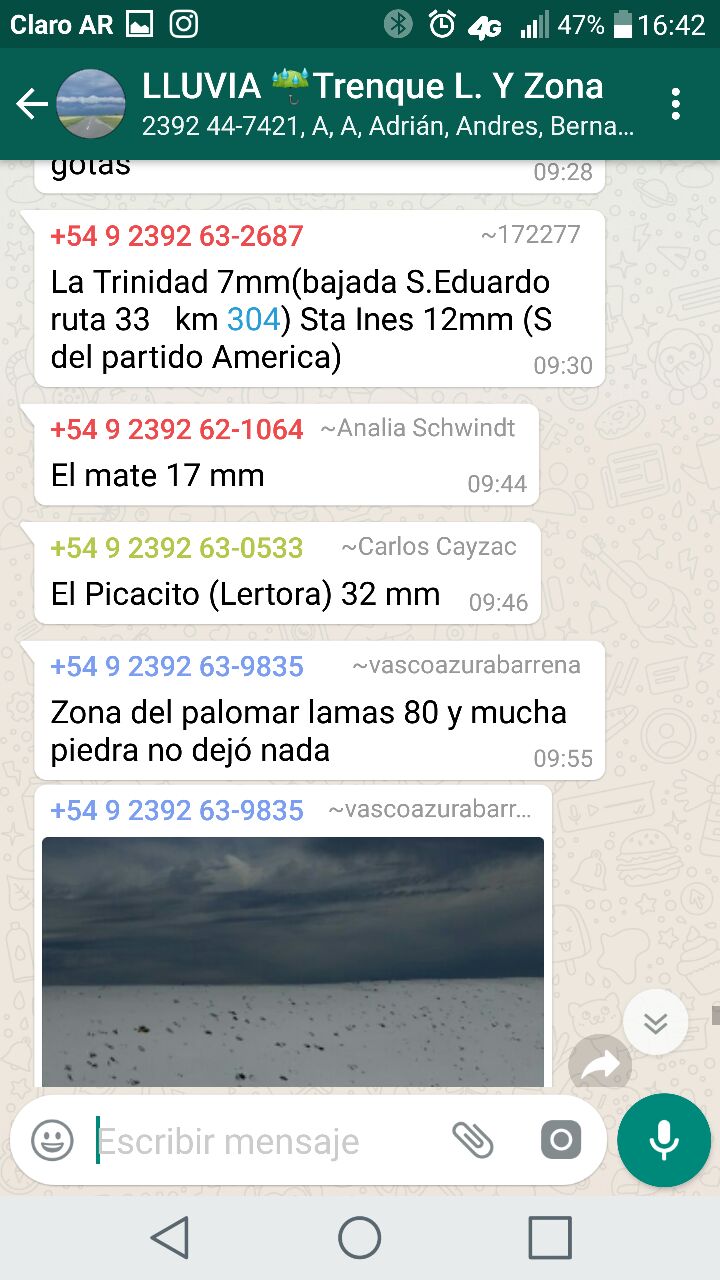 Claro AR 4G 47% 16:42
LLUVIA Trenque L. Y Zona
2392 44-7421, A, A, Adrián, Andres, Berna...
gotas
09:28
+54 9 2392 63-2687 ~172277
La Trinidad 7mm(bajada S.Eduardo
ruta 33 km 304) Sta Ines 12mm (S
del partido America)
09:30
+54 9 2392 62-1064 ~Analia Schwindt
El mate 17 mm
09:44
+54 9 2392 63-0533 ~Carlos Cayzac
El Picacito (Lertora) 32 mm
09:46
+54 9 2392 63-9835 ~vascoazurabarrena
Zona del palomar lamas 80 y mucha
piedra no dejó nada
09:55
+54 9 2392 63-9835 ~vascoazurabarr...
Escribir mensaje